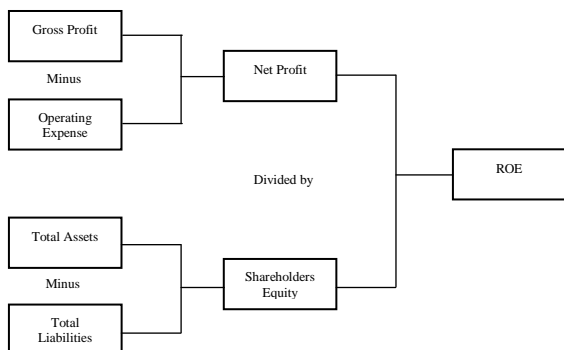 Gross Profit
Minus
Operating
Expense
Net Profit
Divided by
ROE
Total Assets
Minus
Total
Liabilities
Shareholders
Equity